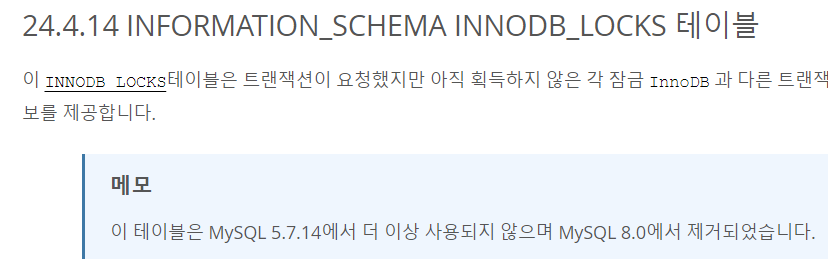 24.4.14 INFORMATION_SCHEMA INNODB_LOCKS 테이블
이 INNODB_LOCKS테이블은 트랜잭션이 요청했지만 아직 획득하지 않은 각 잠금 InnoDB 과 다른 트랜잭
보를 제공합니다.
메모
이 테이블은 MySQL 5.7.14에서 더 이상 사용되지 않으며 MySQL 8.0에서 제거되었습니다.